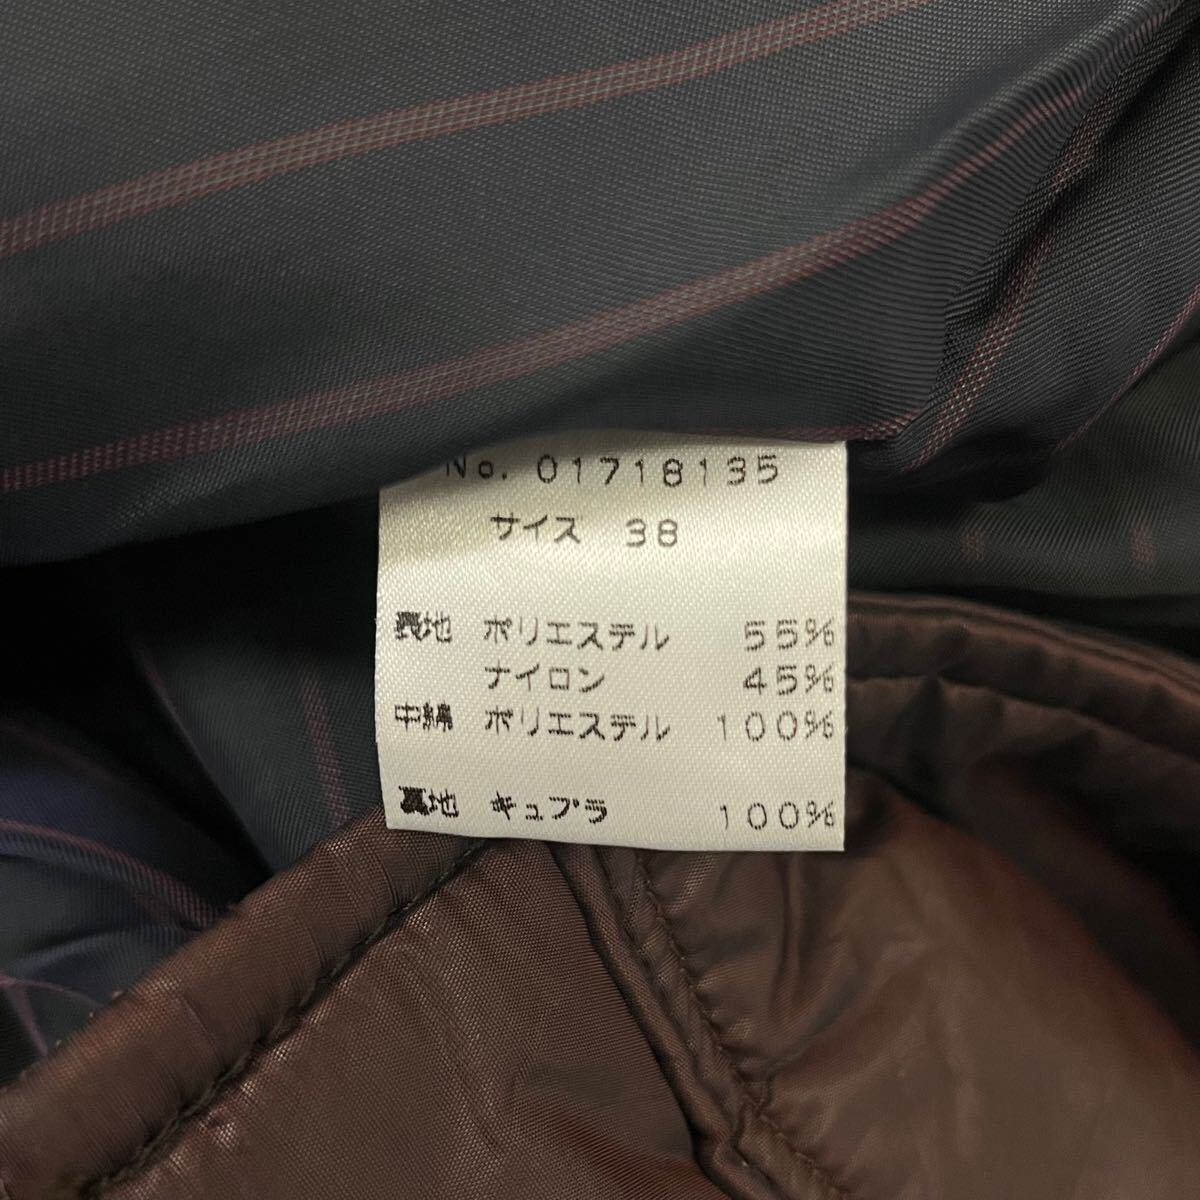 No. 01718135
サイズ 38
表地 ポリエステル 55%
ナイロン 45%
中綿 ポリエステル 100%
裏地 キュプラ 100%